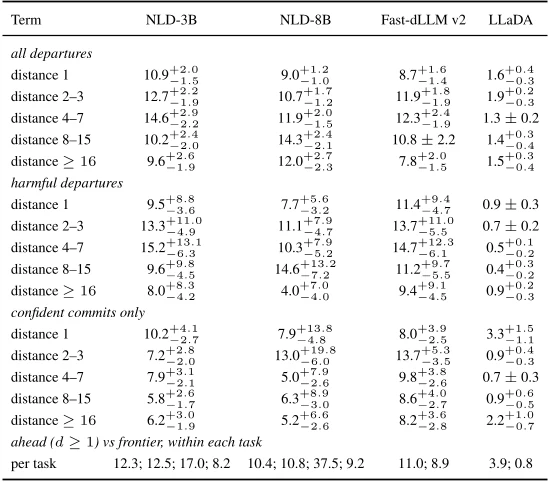 Term NLD-3B NLD-8B Fast-dLLM v2 LLaDA
all departures
distance 1 10.9+2.0−1.5 9.0+1.2−1.0 8.7+1.6−1.4 1.6+0.4−0.3
distance 2–3 12.7+2.2−1.9 10.7+1.7−1.2 11.9+1.8−1.9 1.9+0.2−0.3
distance 4–7 14.6+2.9−2.2 11.9+2.0−1.5 12.3+2.4−1.9 1.3 ± 0.2
distance 8–15 10.2+2.4−2.0 14.3+2.4−2.1 10.8 ± 2.2 1.4+0.3−0.4
distance ≥ 16 9.6+2.6−1.9 12.0+2.7−2.3 7.8+2.0−1.5 1.5+0.3−0.4
harmful departures
distance 1 9.5+8.8−3.6 7.7+5.6−3.2 11.4+9.4−4.7 0.9 ± 0.3
distance 2–3 13.3+11.0−4.9 11.1+7.9−4.7 13.7+11.0−5.5 0.7 ± 0.2
distance 4–7 15.2+13.1−6.3 10.3+7.9−5.2 14.7+12.3−6.1 0.5+0.1−0.2
distance 8–15 9.6+9.8−4.5 14.6+13.2−7.2 11.2+9.7−5.5 0.4+0.3−0.2
distance ≥ 16 8.0+8.3−4.2 4.0+7.0−4.0 9.4+9.1−4.5 0.9+0.2−0.3
confident commits only
distance 1 10.2+4.1−2.7 7.9+13.8−4.8 8.0+3.9−2.5 3.3+1.5−1.1
distance 2–3 7.2+2.8−2.0 13.0+19.8−6.0 13.7+5.3−3.5 0.9+0.4−0.3
distance 4–7 7.9+3.1−2.1 5.0+7.9−2.6 9.8+3.8−2.6 0.7 ± 0.3
distance 8–15 5.8+2.6−1.7 6.3+8.9−3.0 8.6+4.0−2.7 0.9+0.6−0.5
distance ≥ 16 6.2+3.0−1.9 5.2+6.6−2.6 8.2+3.6−2.8 2.2+1.0−0.7
ahead (d ≥ 1) vs frontier, within each task
per task 12.3; 12.5; 17.0; 8.2 10.4; 10.8; 37.5; 9.2 11.0; 8.9 3.9; 0.8